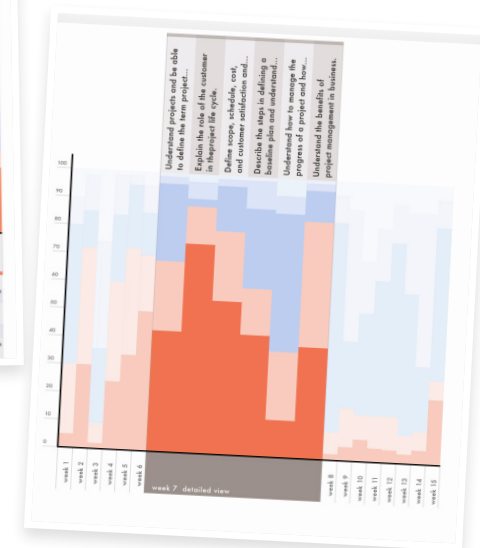 Understand projects and be able
to define the term project...
Explain the role of the customer
in theproject life cycle.
Define scope, schedule, cost,
and customer satisfaction and...
Describe the steps in defining a
baseline plan and understand...
Understand how to manage the
progress of a project and how...
Understand the benefits of
project management in business.
100
90
80
70
60
50
40
30
20
10
0
week 1
week 2
week 3
week 4
week 5
week 6
week 7 detailed view
week 8
week 9
week 10
week 11
week 12
week 13
week 14
week 15